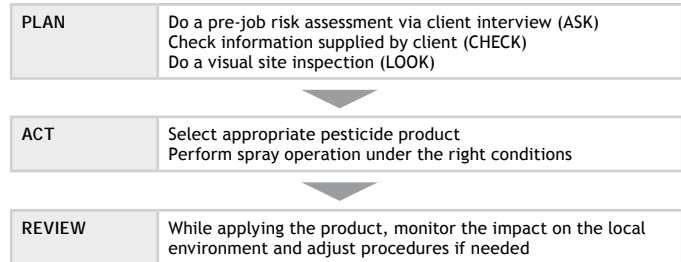 PLAN
Do a pre-job risk assessment via client interview (ASK)
Check information supplied by client (CHECK)
Do a visual site inspection (LOOK)
ACT
Select appropriate pesticide product
Perform spray operation under the right conditions
REVIEW
While applying the product, monitor the impact on the local
environment and adjust procedures if needed